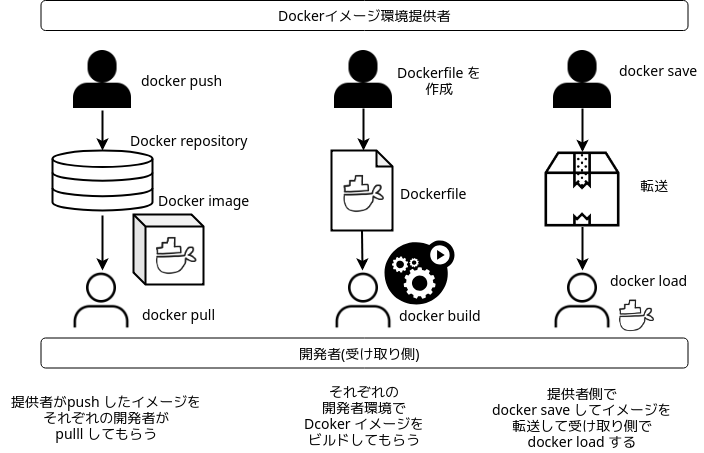 Dockerイメージ環境提供者
docker push
Docker repository
Docker image
docker pull
Dockerfile を
作成
Dockerfile
docker build
docker save
転送
docker load
開発者(受け取り側)
提供者がpush したイメージを
それぞれの開発者が
pulll してもらう
それぞれの
開発者環境で
Dcoker イメージを
ビルドしてもらう
提供者側で
docker save してイメージを
転送して受け取り側で
docker load する